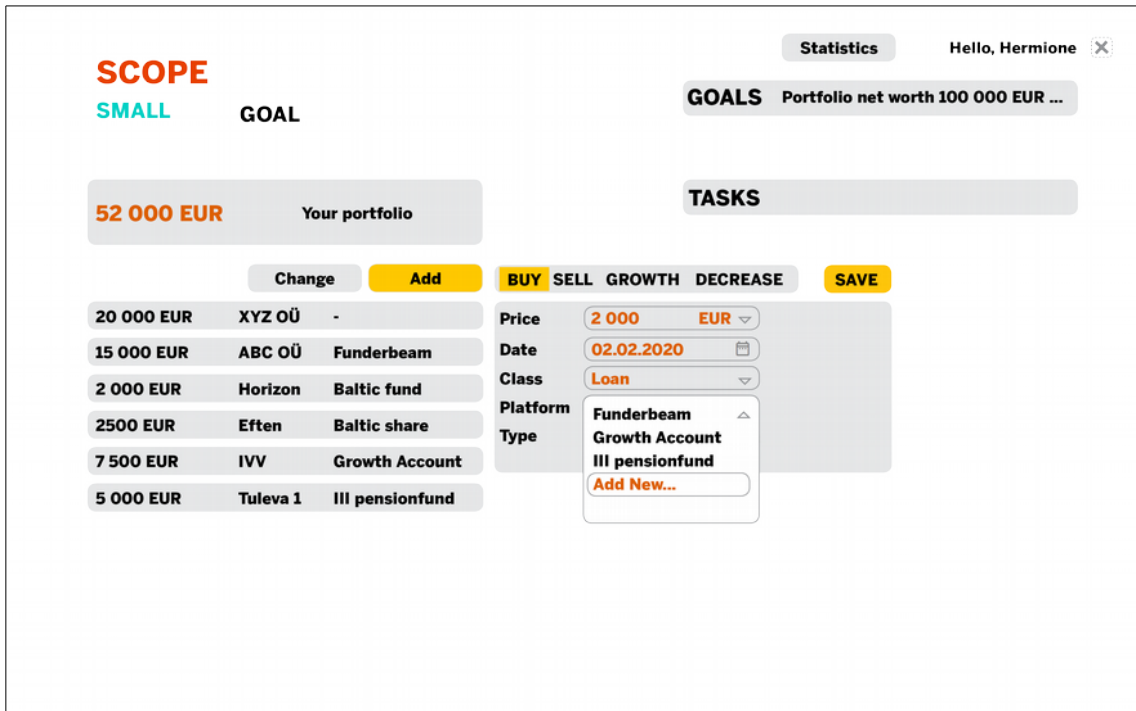 Statistics Hello, Hermione
SCOPE
SMALL GOAL
GOALS Portfolio net worth 100 000 EUR ...
TASKS
52 000 EUR Your portfolio
Change Add
BUY SELL GROWTH DECREASE SAVE
20 000 EUR XYZ OÜ -
15 000 EUR ABC OÜ Funderbeam
2 000 EUR Horizon Baltic fund
2500 EUR Eften Baltic share
7 500 EUR IVV Growth Account
5 000 EUR Tuleva 1 III pensionfund
Price 2 000 EUR
Date 02.02.2020
Class Loan
Platform Funderbeam
Type Growth Account
III pensionfund
Add New...